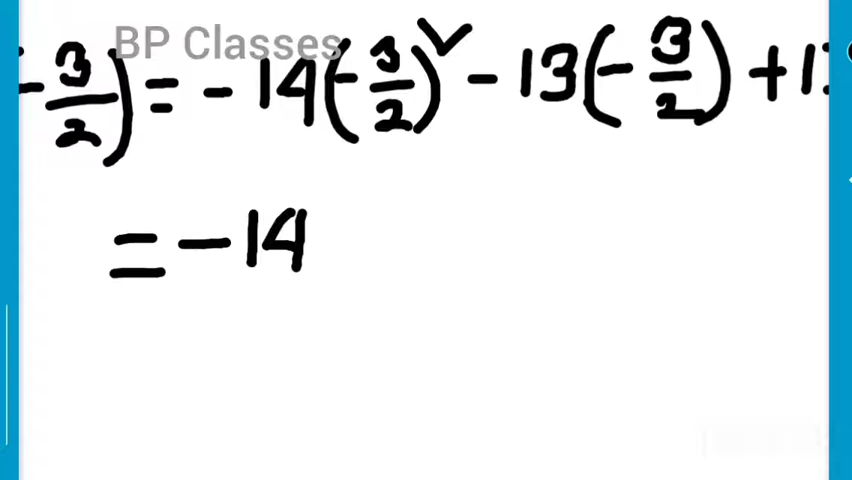 BP Classes
-3/2) = -14(-3/2)² - 13(-3/2) + 1
= -14